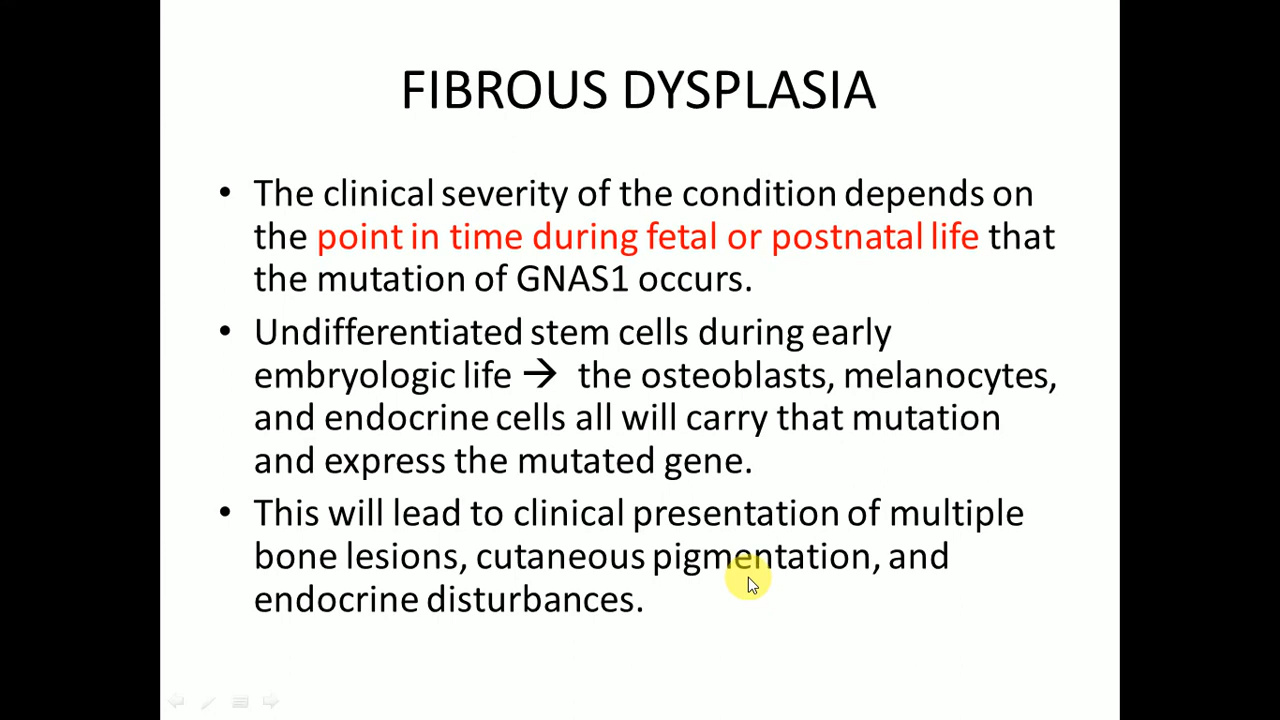 FIBROUS DYSPLASIA
• The clinical severity of the condition depends on
the point in time during fetal or postnatal life that
the mutation of GNAS1 occurs.
• Undifferentiated stem cells during early
embryologic life → the osteoblasts, melanocytes,
and endocrine cells all will carry that mutation
and express the mutated gene.
• This will lead to clinical presentation of multiple
bone lesions, cutaneous pigmentation, and
endocrine disturbances.